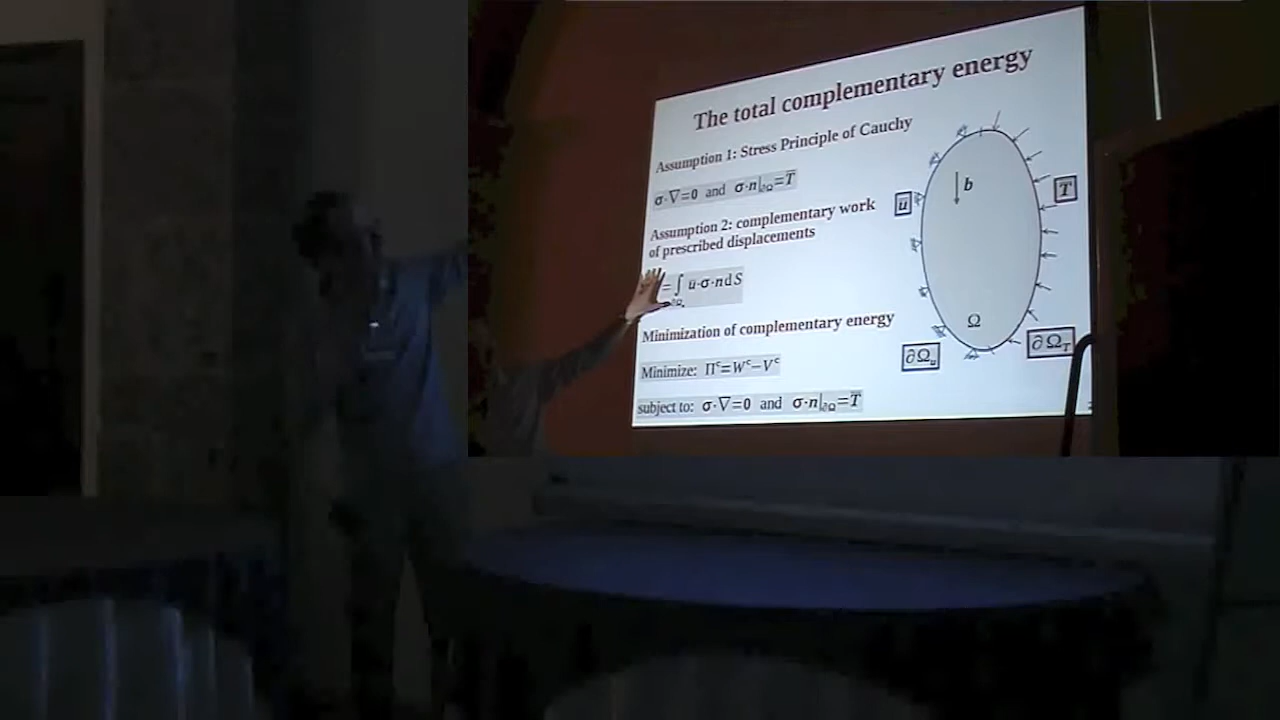 The total complementary energy
Assumption 1: Stress Principle of Cauchy
σ·∇=0 and σ·n|∂Ω=T
Assumption 2: complementary work
of prescribed displacements
=∫ u·σ·n dS
Minimization of complementary energy
Minimize: Πᶜ=Wᶜ−Vᶜ
subject to: σ·∇=0 and σ·n|∂Ω=T
b
u
T
Ω
∂Ωu
∂ΩT